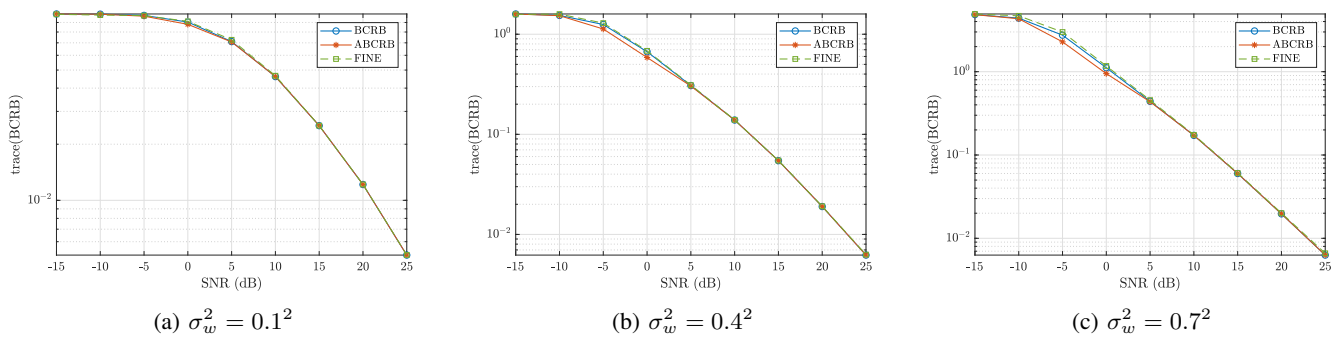 trace(BCRB)
10^{-2}
-15 -10 -5 0 5 10 15 20 25
SNR (dB)
BCRB
ABCRB
FINE
(a) σ_w^2 = 0.1^2
trace(BCRB)
10^0
10^{-1}
10^{-2}
-15 -10 -5 0 5 10 15 20 25
SNR (dB)
BCRB
ABCRB
FINE
(b) σ_w^2 = 0.4^2
trace(BCRB)
10^0
10^{-1}
10^{-2}
-15 -10 -5 0 5 10 15 20 25
SNR (dB)
BCRB
ABCRB
FINE
(c) σ_w^2 = 0.7^2